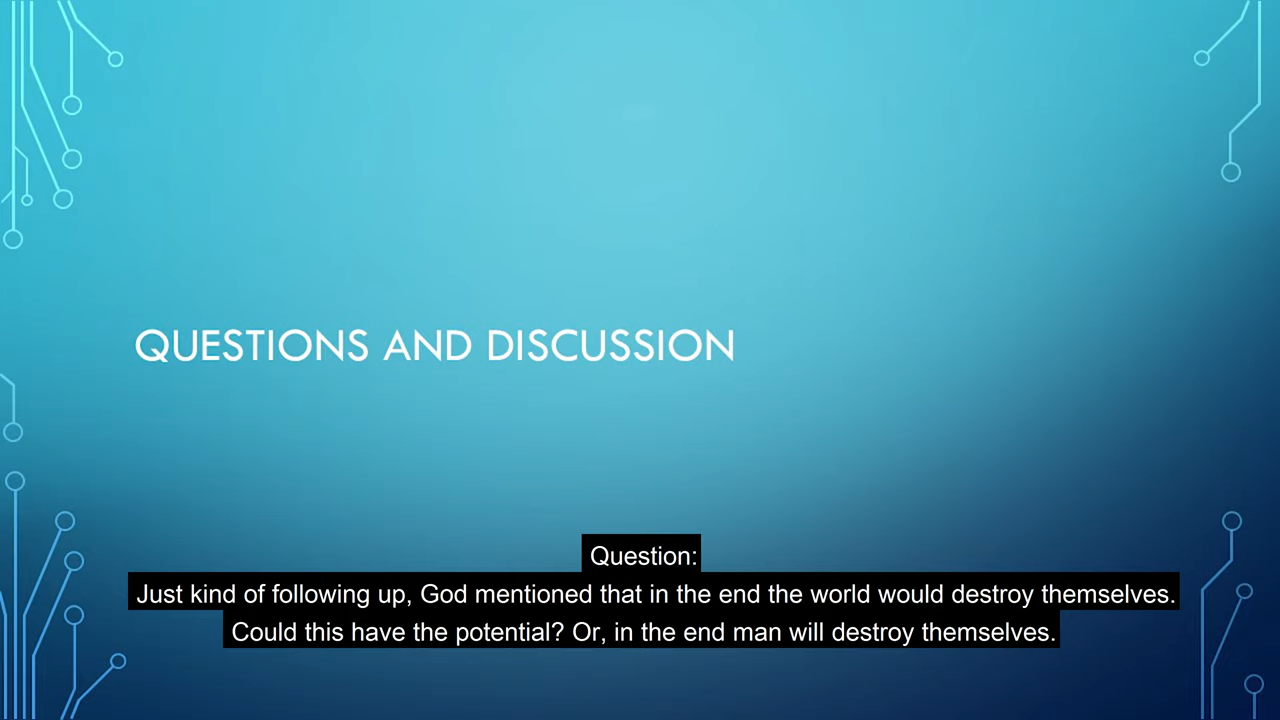 QUESTIONS AND DISCUSSION
Question:
Just kind of following up, God mentioned that in the end the world would destroy themselves.
Could this have the potential? Or, in the end man will destroy themselves.